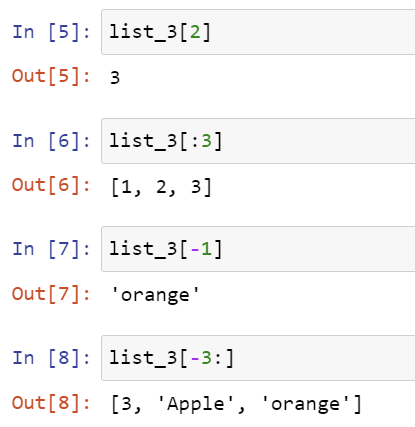 In [5]: list_3[2]
Out[5]: 3
In [6]: list_3[:3]
Out[6]: [1, 2, 3]
In [7]: list_3[-1]
Out[7]: 'orange'
In [8]: list_3[-3:]
Out[8]: [3, 'Apple', 'orange']